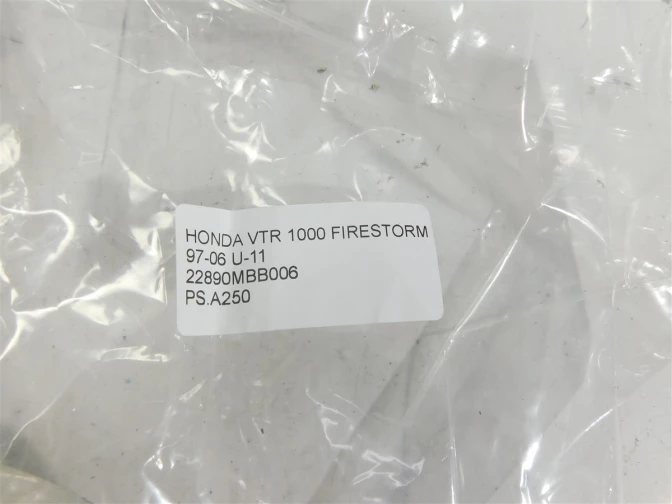 HONDA VTR 1000 FIRESTORM
97-06 U-11
22890MBB006
PS.A250